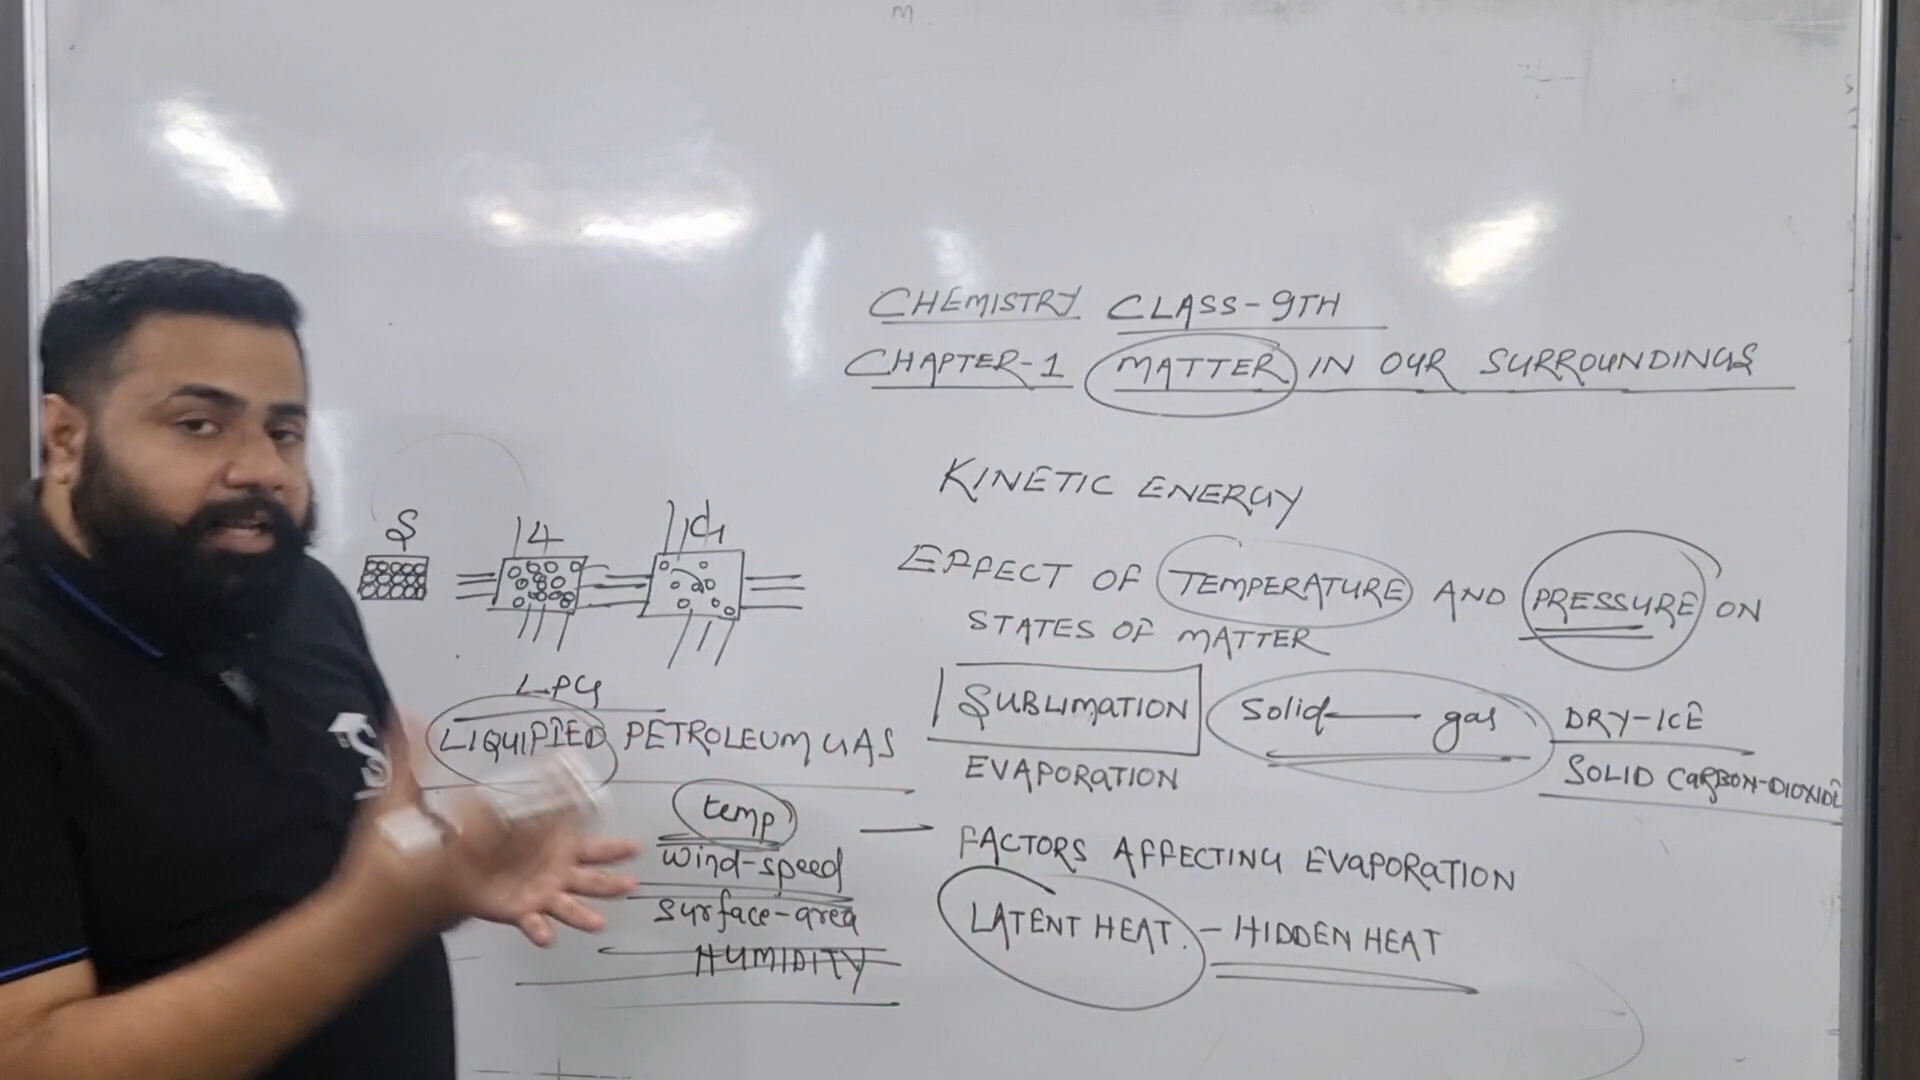 CHEMISTRY CLASS-9TH
CHAPTER-1 MATTER IN OUR SURROUNDINGS
KINETIC ENERGY
EFFECT OF TEMPERATURE AND PRESSURE ON
STATES OF MATTER
S L G
LPG
LIQUIFIED PETROLEUM GAS
SUBLIMATION Solid gas DRY-ICE
SOLID CARBON-DIOXIDE
EVAPORATION
temp
wind-speed
surface-area
HUMIDITY
FACTORS AFFECTING EVAPORATION
LATENT HEAT. - HIDDEN HEAT
S